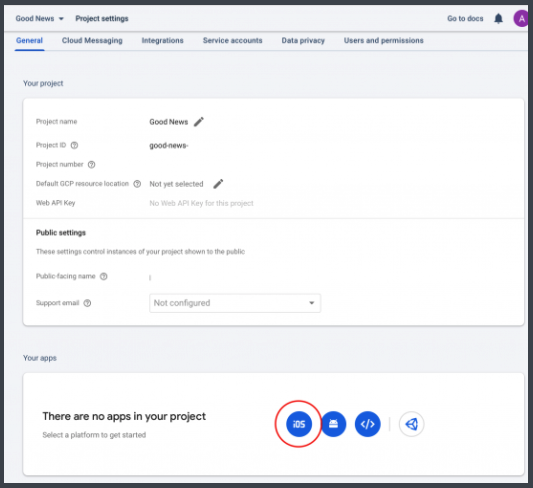 Good News Project settings Go to docs A
General Cloud Messaging Integrations Service accounts Data privacy Users and permissions
Your project
Project name Good News
Project ID good-news-
Project number
Default GCP resource location Not yet selected
Web API Key No Web API Key for this project
Public settings
These settings control instances of your project shown to the public
Public-facing name
Support email Not configured
Your apps
There are no apps in your project
Select a platform to get started
iOS </>